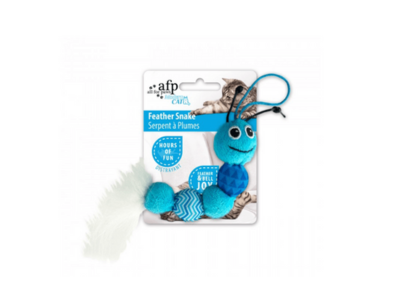 afp
all for paws
CAT
Feather Snake
Serpent à Plumes
HOURS
OF
FUN
FEATHER
& BELL
JOY